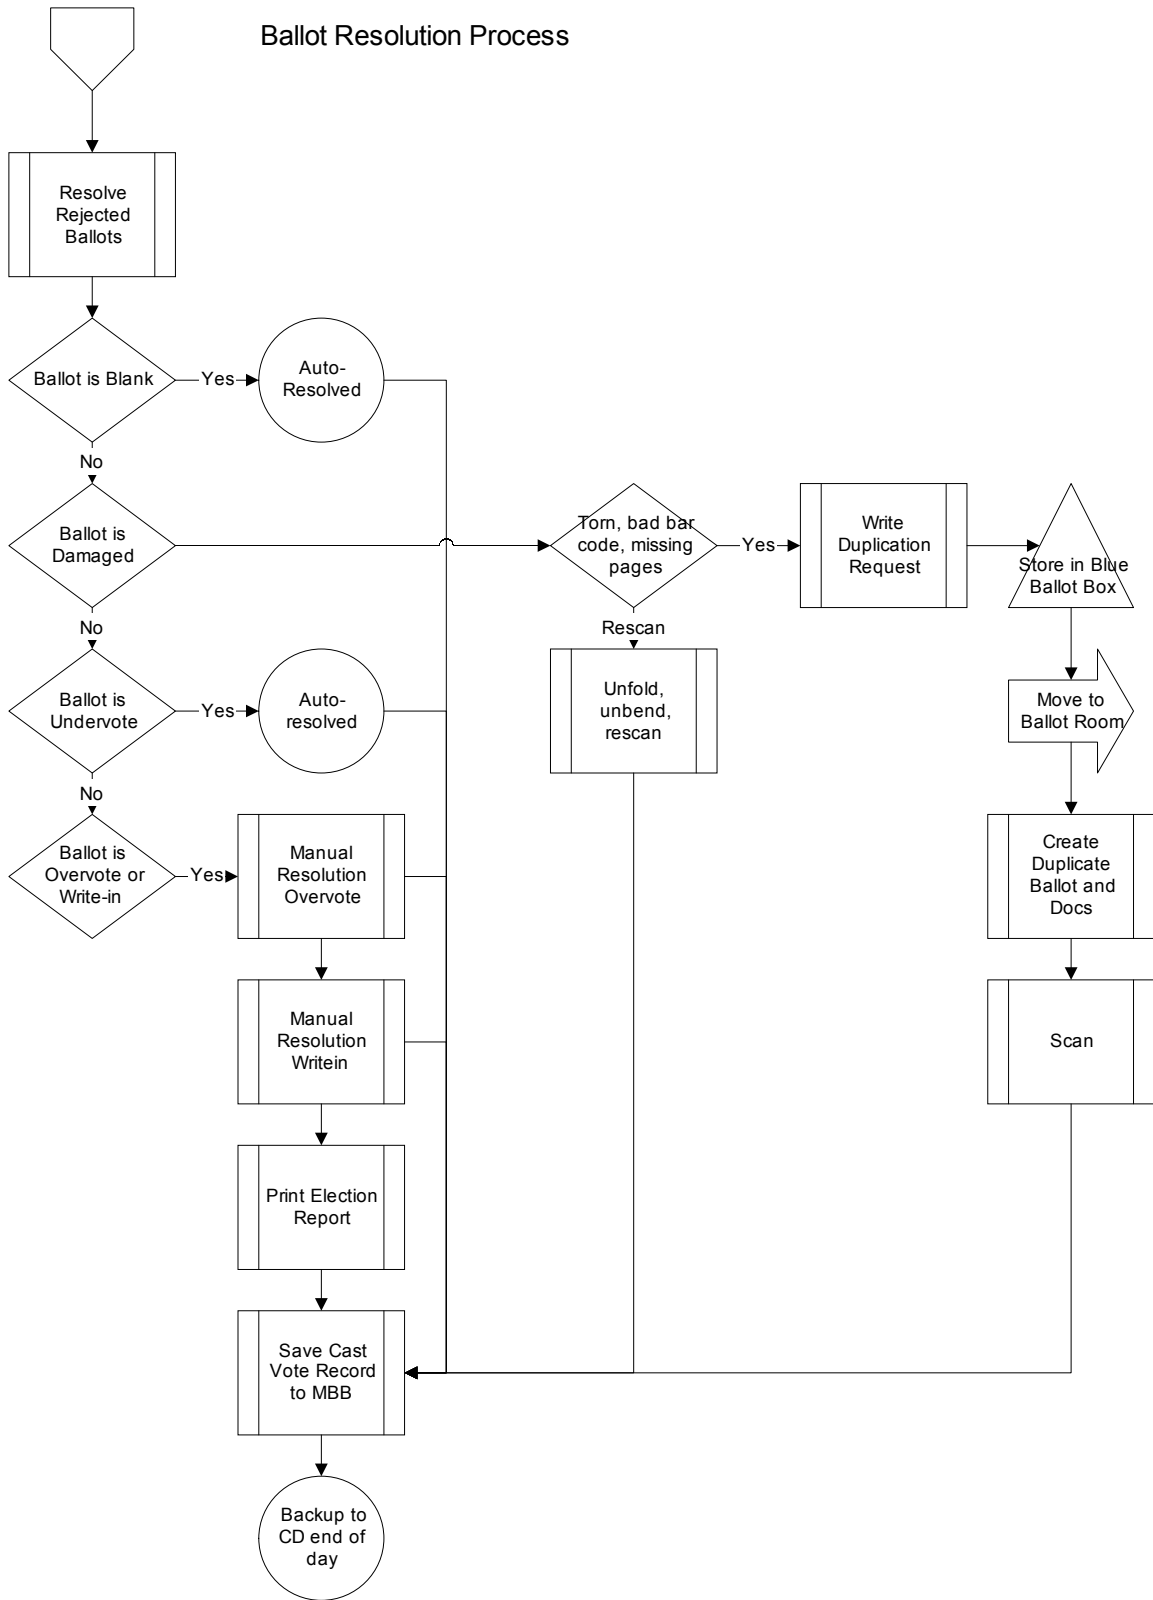 Ballot Resolution Process
Resolve
Rejected
Ballots
Ballot is Blank
Yes
Auto-
Resolved
No
Ballot is
Damaged
Torn, bad bar
code, missing
pages
Yes
Write
Duplication
Request
Store in Blue
Ballot Box
No
Rescan
Ballot is
Undervote
Yes
Auto-
resolved
Unfold,
unbend,
rescan
Move to
Ballot Room
No
Ballot is
Overvote or
Write-in
Yes
Manual
Resolution
Overvote
Create
Duplicate
Ballot and
Docs
Manual
Resolution
Writein
Scan
Print Election
Report
Save Cast
Vote Record
to MBB
Backup to
CD end of
day